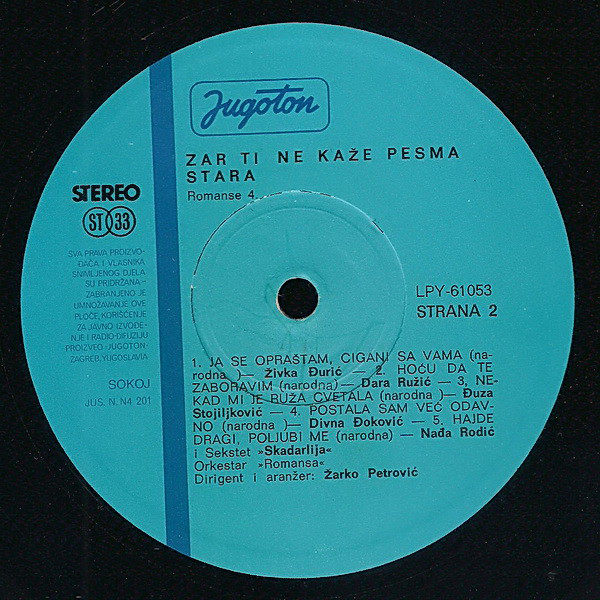 Jugoton
ZAR TI NE KAŽE PESMA
STARA
Romanse 4
STEREO
ST 33
SVA PRAVA PROIZVO-
ĐAČA I VLASNIKA
SNIMLJENOG DJELA
SU PRIDRŽANA –
ZABRANJENO JE
UMNOŽAVANJE OVE
PLOČE, KORIŠĆENJE
ZA JAVNO IZVOĐE-
NJE I RADIO-DIFUZIJU
PROIZVEO-JUGOTON-
ZAGREB, YUGOSLAVIA
SOKOJ
JUS. N. N4 201
LPY-61053
STRANA 2
1. JA SE OPRAŠTAM, CIGANI SA VAMA (na-
rodna )— Živka Đurić — 2. HOĆU DA TE
ZABORAVIM (narodna)— Dara Ružić — 3, NE-
KAD MI JE RUŽA CVETALA (narodna) — Đuza
Stojiljković — 4. POSTALA SAM VEĆ ODAV-
NO (narodna ) — Divna Đoković — 5. HAJDE
DRAGI, POLJUBI ME (narodna) — Nađa Rodić
i Sekstet »Skadarlija«
Orkestar »Romansa«
Dirigent i aranžer: Žarko Petrović